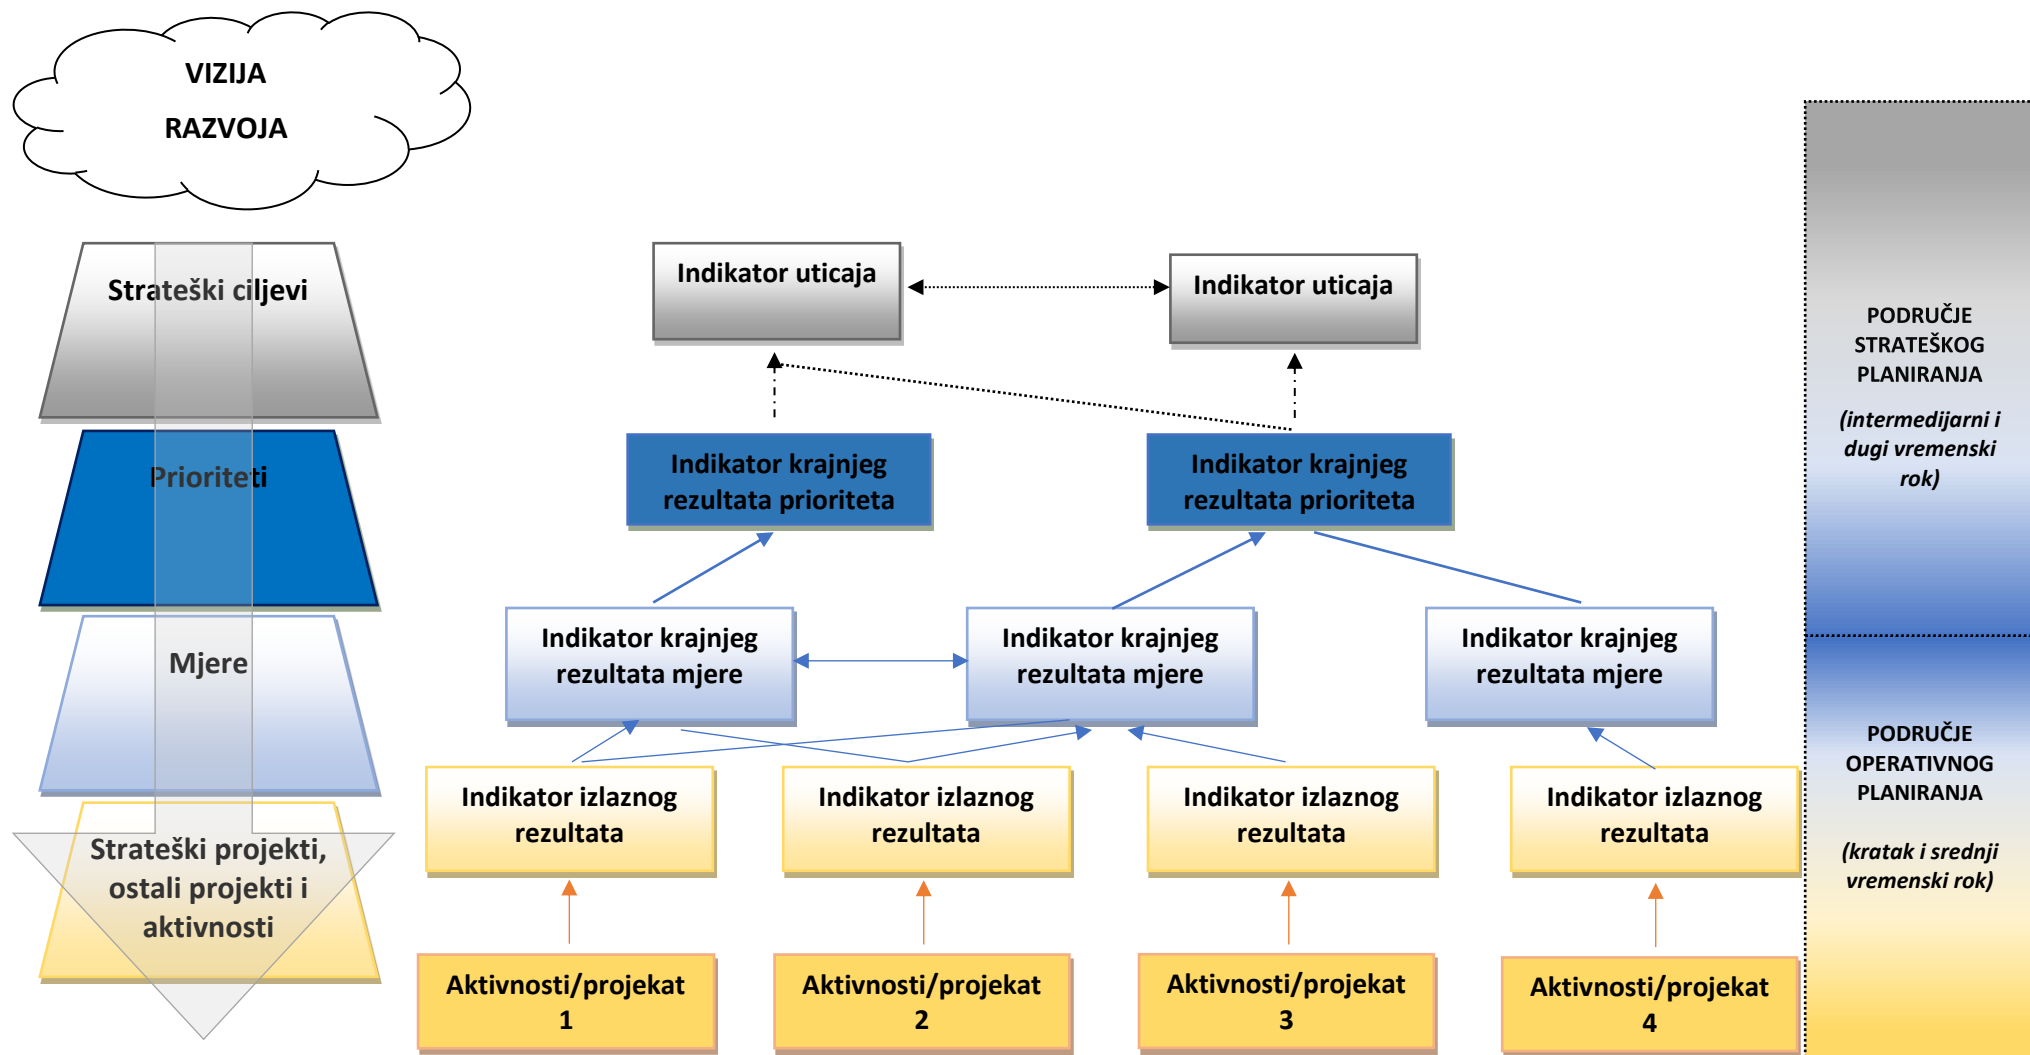 VIZIJA
RAZVOJA
Strateški ciljevi
Prioriteti
Mjere
Strateški projekti,
ostali projekti i
aktivnosti
Indikator uticaja
Indikator uticaja
Indikator krajnjeg
rezultata prioriteta
Indikator krajnjeg
rezultata prioriteta
Indikator krajnjeg
rezultata mjere
Indikator krajnjeg
rezultata mjere
Indikator krajnjeg
rezultata mjere
Indikator izlaznog
rezultata
Indikator izlaznog
rezultata
Indikator izlaznog
rezultata
Indikator izlaznog
rezultata
Aktivnosti/projekat
1
Aktivnosti/projekat
2
Aktivnosti/projekat
3
Aktivnosti/projekat
4
PODRUČJE
STRATEŠKOG
PLANIRANJA
(intermedijarni i
dugi vremenski
rok)
PODRUČJE
OPERATIVNOG
PLANIRANJA
(kratak i srednji
vremenski rok)